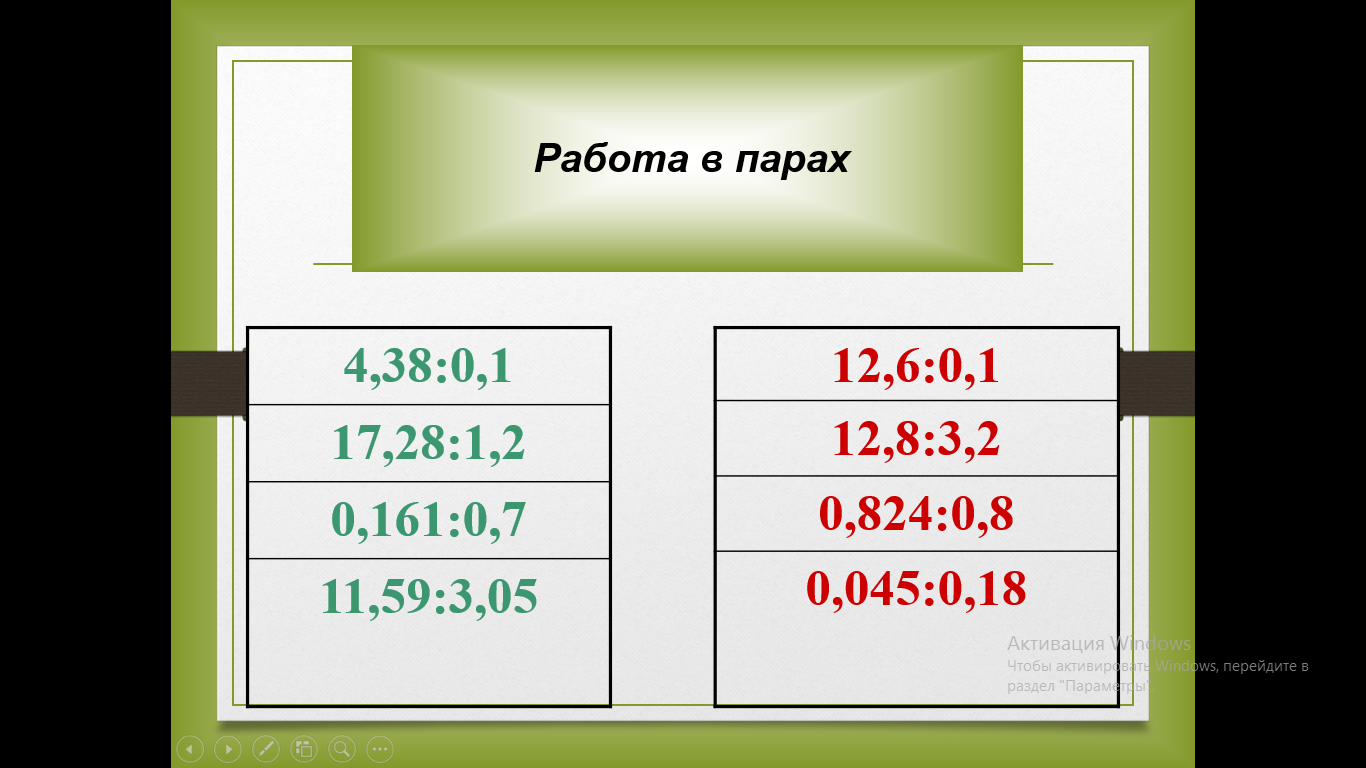 Работа в парах
4,38:0,1
17,28:1,2
0,161:0,7
11,59:3,05
12,6:0,1
12,8:3,2
0,824:0,8
0,045:0,18
Активация Windows
Чтобы активировать Windows, перейдите в
раздел "Параметры".